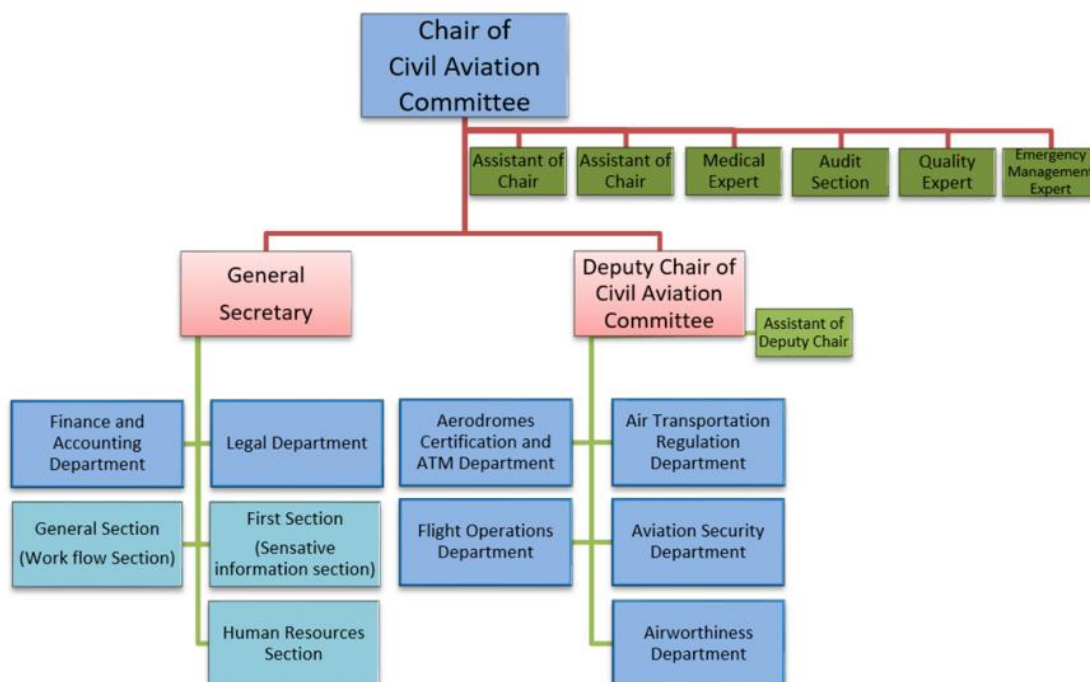 Chair of
Civil Aviation
Committee
Assistant of
Chair
Assistant of
Chair
Medical
Expert
Audit
Section
Quality
Expert
Emergency
Management
Expert
General
Secretary
Deputy Chair of
Civil Aviation
Committee
Assistant of
Deputy Chair
Finance and
Accounting
Department
Legal Department
Aerodromes
Certification and
ATM Department
Air Transportation
Regulation
Department
General Section
(Work flow Section)
First Section
(Sensative
information section)
Flight Operations
Department
Aviation Security
Department
Human Resources
Section
Airworthiness
Department